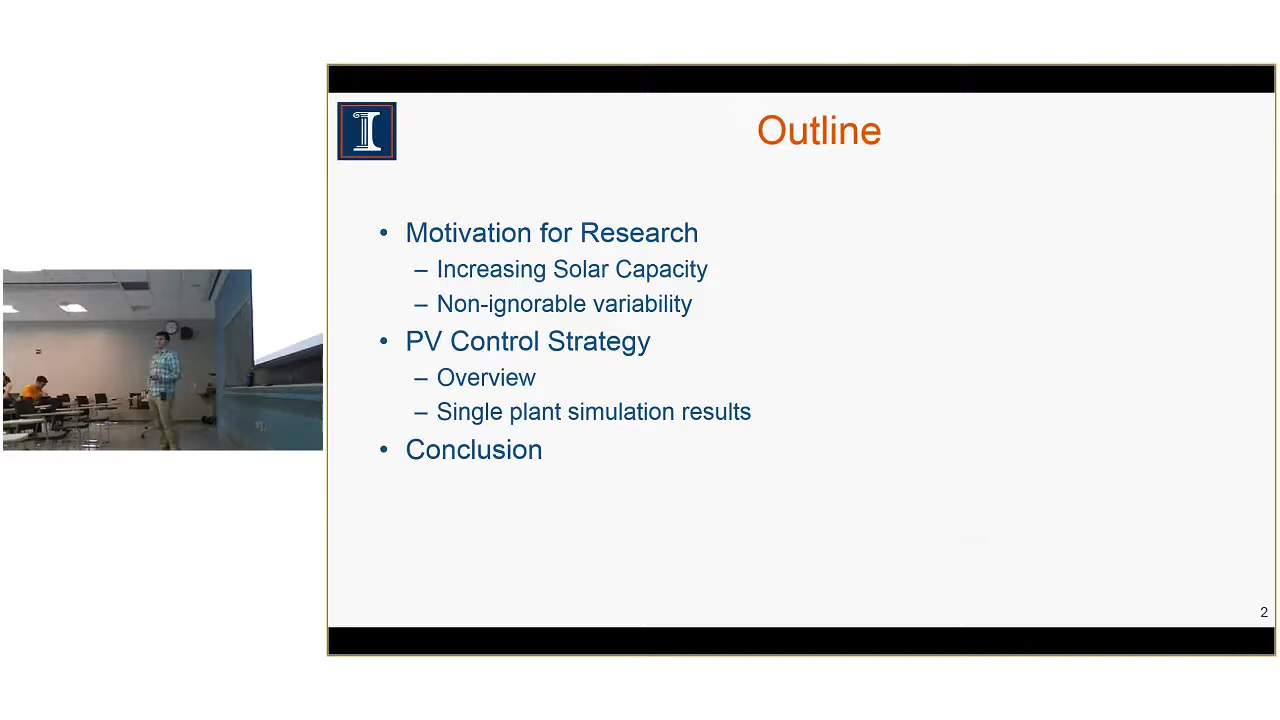 Outline
• Motivation for Research
– Increasing Solar Capacity
– Non-ignorable variability
• PV Control Strategy
– Overview
– Single plant simulation results
• Conclusion
2